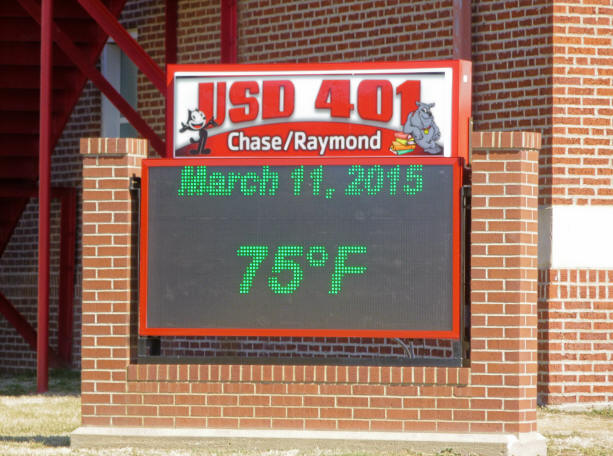 USD 401
Chase/Raymond
March 11, 2015
75°F